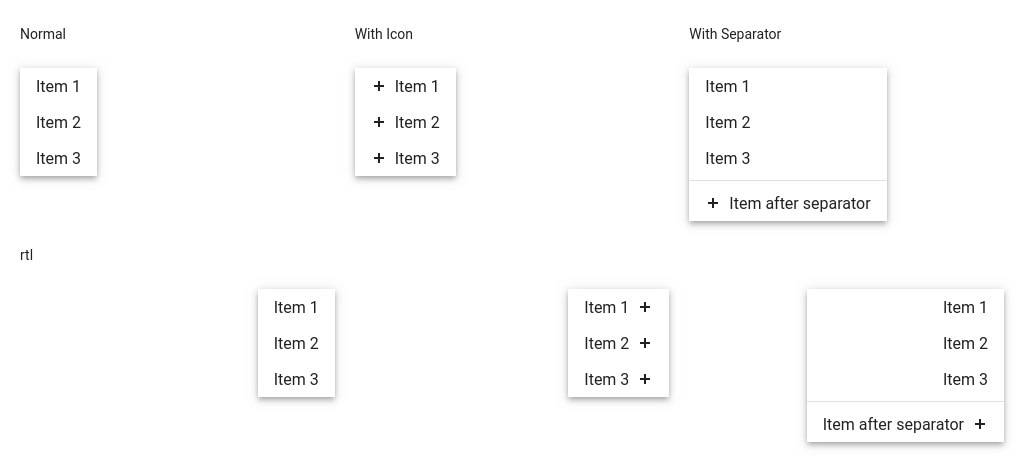 Normal
Item 1
Item 2
Item 3
With Icon
+ Item 1
+ Item 2
+ Item 3
With Separator
Item 1
Item 2
Item 3
+ Item after separator
rtl
Item 1
Item 2
Item 3
Item 1 +
Item 2 +
Item 3 +
Item 1
Item 2
Item 3
Item after separator +